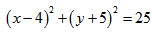 (x−4)² + (y+5)² = 25